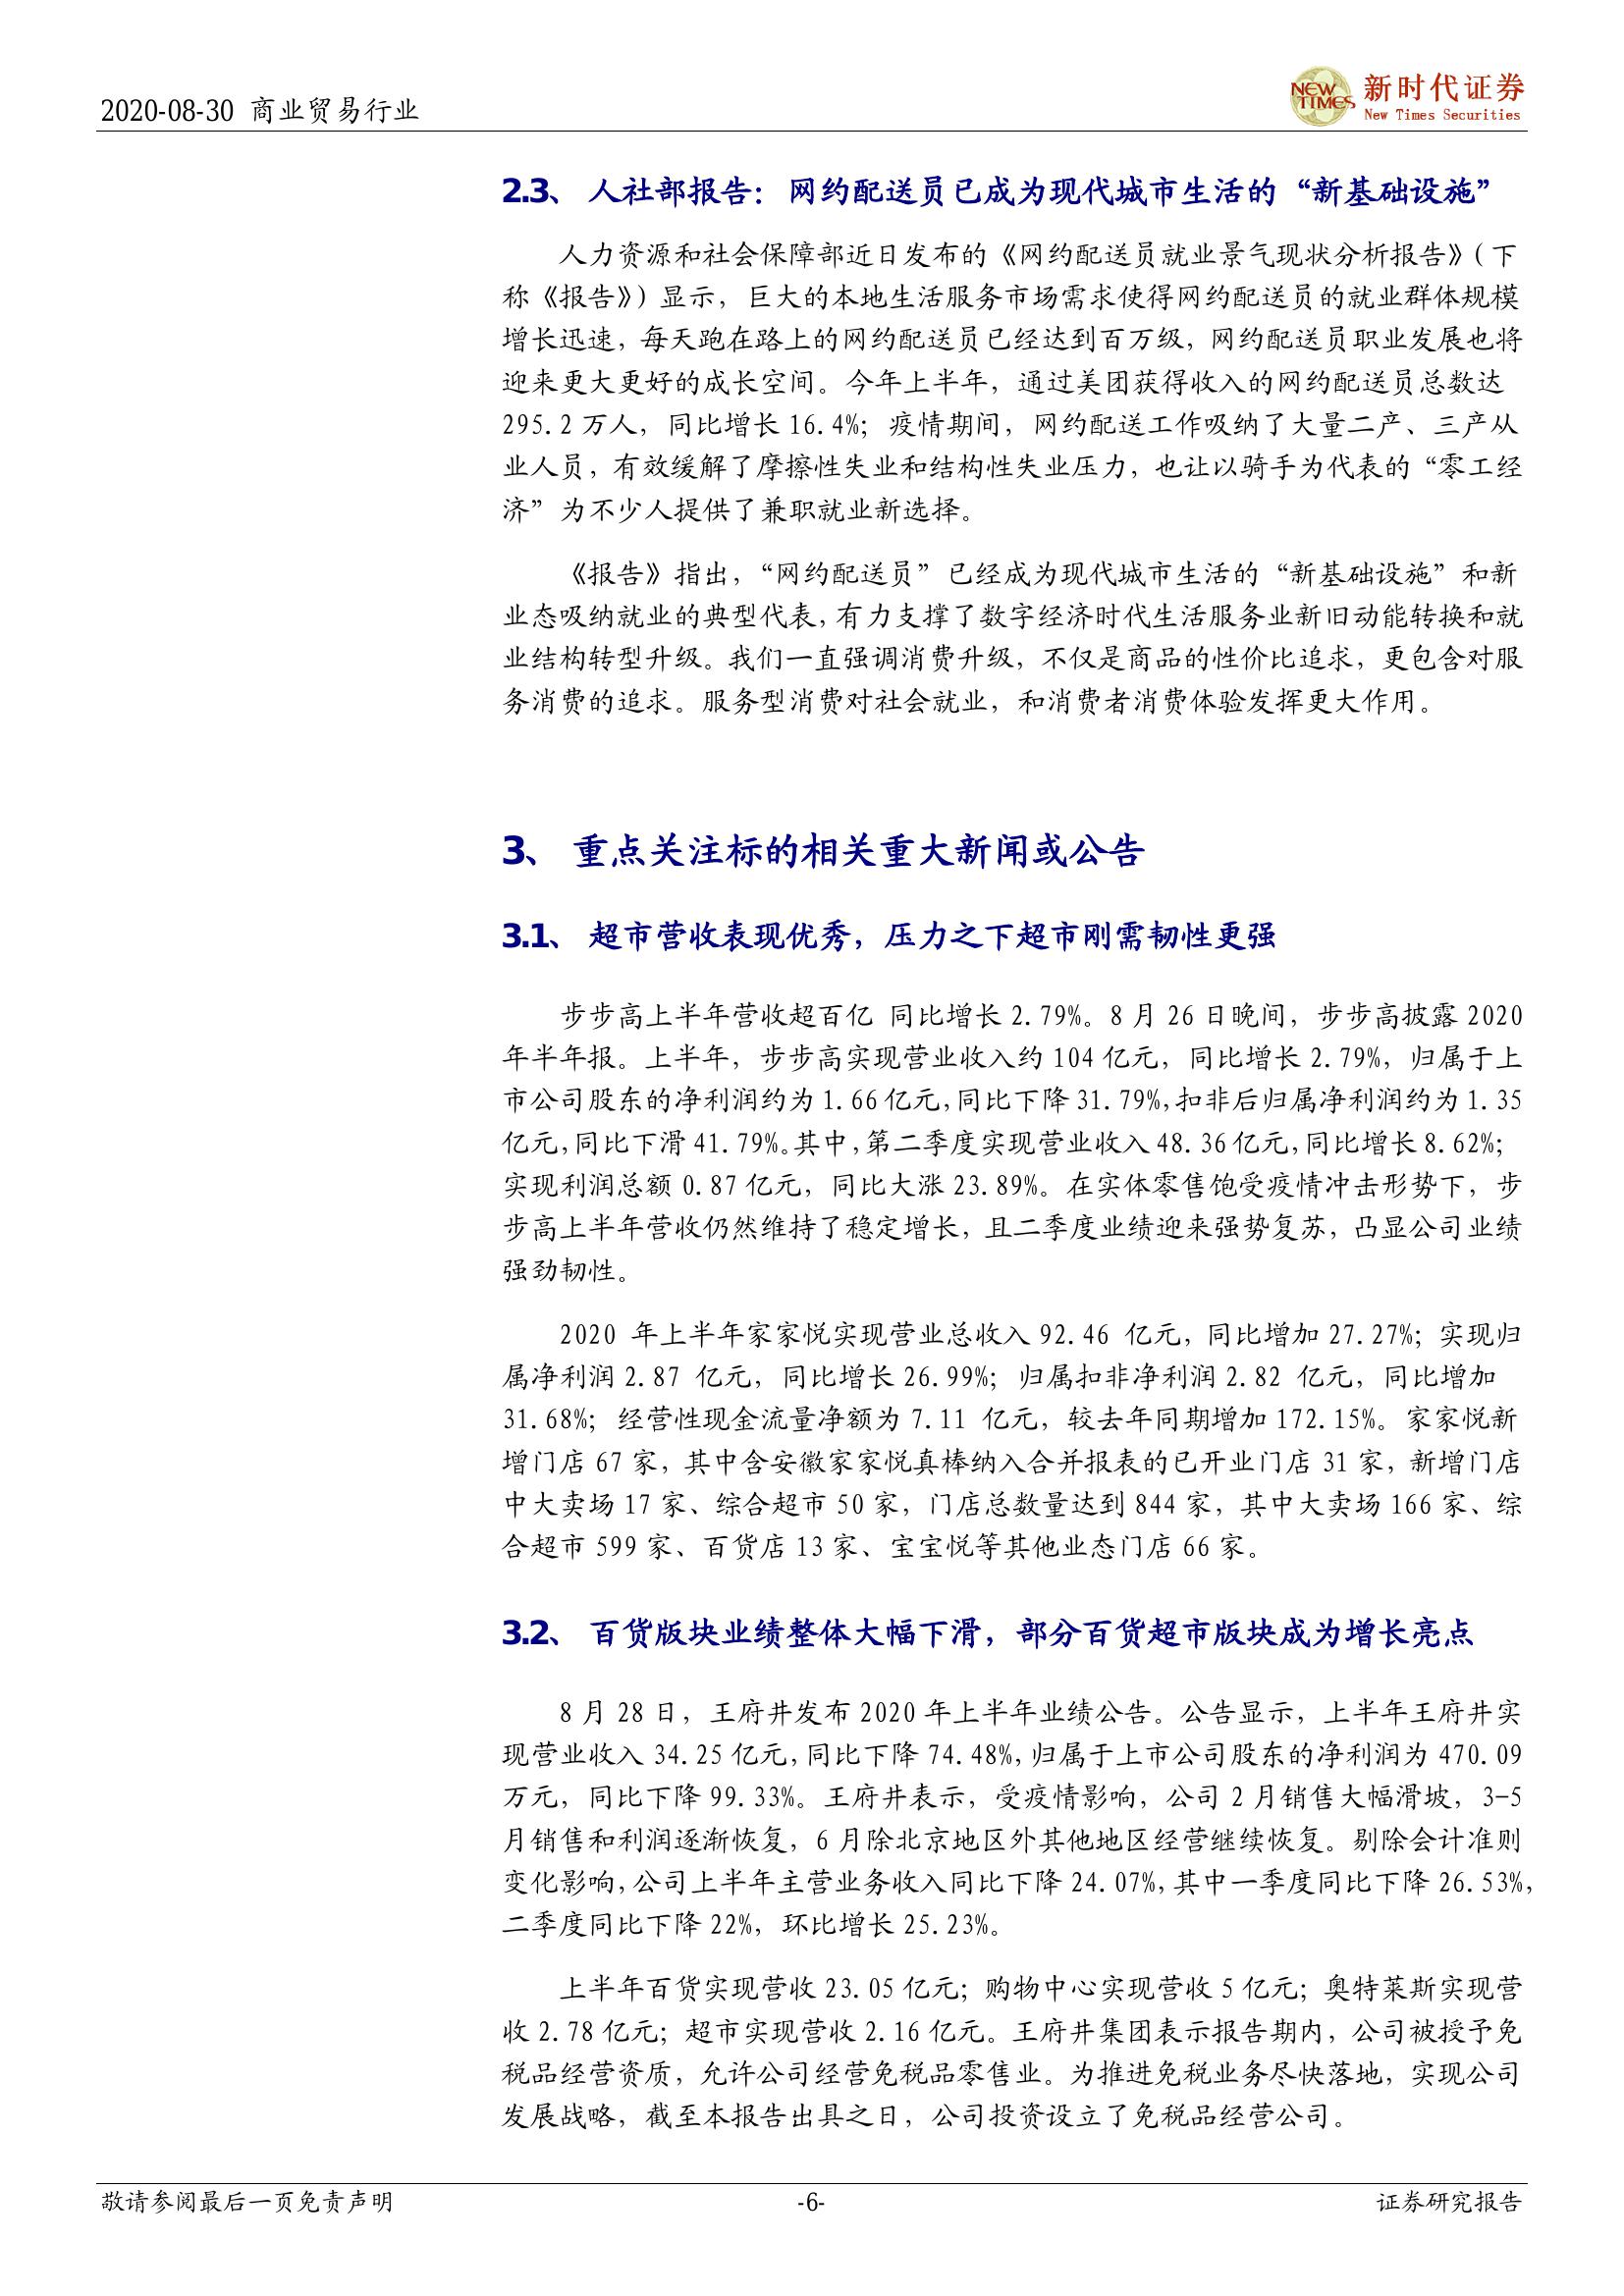 2020-08-30 商业贸易行业
NEW TIMES
新时代证券
New Times Securities
2.3、 人社部报告：网约配送员已成为现代城市生活的“新基础设施”
人力资源和社会保障部近日发布的《网约配送员就业景气现状分析报告》（下
称《报告》）显示，巨大的本地生活服务市场需求使得网约配送员的就业群体规模
增长迅速，每天跑在路上的网约配送员已经达到百万级，网约配送员职业发展也将
迎来更大更好的成长空间。今年上半年，通过美团获得收入的网约配送员总数达
295.2 万人，同比增长 16.4%；疫情期间，网约配送工作吸纳了大量二产、三产从
业人员，有效缓解了摩擦性失业和结构性失业压力，也让以骑手为代表的“零工经
济”为不少人提供了兼职就业新选择。
《报告》指出，“网约配送员”已经成为现代城市生活的“新基础设施”和新
业态吸纳就业的典型代表，有力支撑了数字经济时代生活服务业新旧动能转换和就
业结构转型升级。我们一直强调消费升级，不仅是商品的性价比追求，更包含对服
务消费的追求。服务型消费对社会就业，和消费者消费体验发挥更大作用。
3、 重点关注标的相关重大新闻或公告
3.1、 超市营收表现优秀，压力之下超市刚需韧性更强
步步高上半年营收超百亿 同比增长 2.79%。8 月 26 日晚间，步步高披露 2020
年半年报。上半年，步步高实现营业收入约 104 亿元，同比增长 2.79%，归属于上
市公司股东的净利润约为 1.66 亿元，同比下降 31.79%，扣非后归属净利润约为 1.35
亿元，同比下滑 41.79%。其中，第二季度实现营业收入 48.36 亿元，同比增长 8.62%；
实现利润总额 0.87 亿元，同比大涨 23.89%。在实体零售饱受疫情冲击形势下，步
步高上半年营收仍然维持了稳定增长，且二季度业绩迎来强势复苏，凸显公司业绩
强劲韧性。
2020 年上半年家家悦实现营业总收入 92.46 亿元，同比增加 27.27%；实现归
属净利润 2.87 亿元，同比增长 26.99%；归属扣非净利润 2.82 亿元，同比增加
31.68%；经营性现金流量净额为 7.11 亿元，较去年同期增加 172.15%。家家悦新
增门店 67 家，其中含安徽家家悦真棒纳入合并报表的已开业门店 31 家，新增门店
中大卖场 17 家、综合超市 50 家，门店总数量达到 844 家，其中大卖场 166 家、综
合超市 599 家、百货店 13 家、宝宝悦等其他业态门店 66 家。
3.2、 百货版块业绩整体大幅下滑，部分百货超市版块成为增长亮点
8 月 28 日，王府井发布 2020 年上半年业绩公告。公告显示，上半年王府井实
现营业收入 34.25 亿元，同比下降 74.48%，归属于上市公司股东的净利润为 470.09
万元，同比下降 99.33%。王府井表示，受疫情影响，公司 2 月销售大幅滑坡，3-5
月销售和利润逐渐恢复，6 月除北京地区外其他地区经营继续恢复。剔除会计准则
变化影响，公司上半年主营业务收入同比下降 24.07%，其中一季度同比下降 26.53%，
二季度同比下降 22%，环比增长 25.23%。
上半年百货实现营收 23.05 亿元；购物中心实现营收 5 亿元；奥特莱斯实现营
收 2.78 亿元；超市实现营收 2.16 亿元。王府井集团表示报告期内，公司被授予免
税品经营资质，允许公司经营免税品零售业。为推进免税业务尽快落地，实现公司
发展战略，截至本报告出具之日，公司投资设立了免税品经营公司。
敬请参阅最后一页免责声明
-6-
证券研究报告